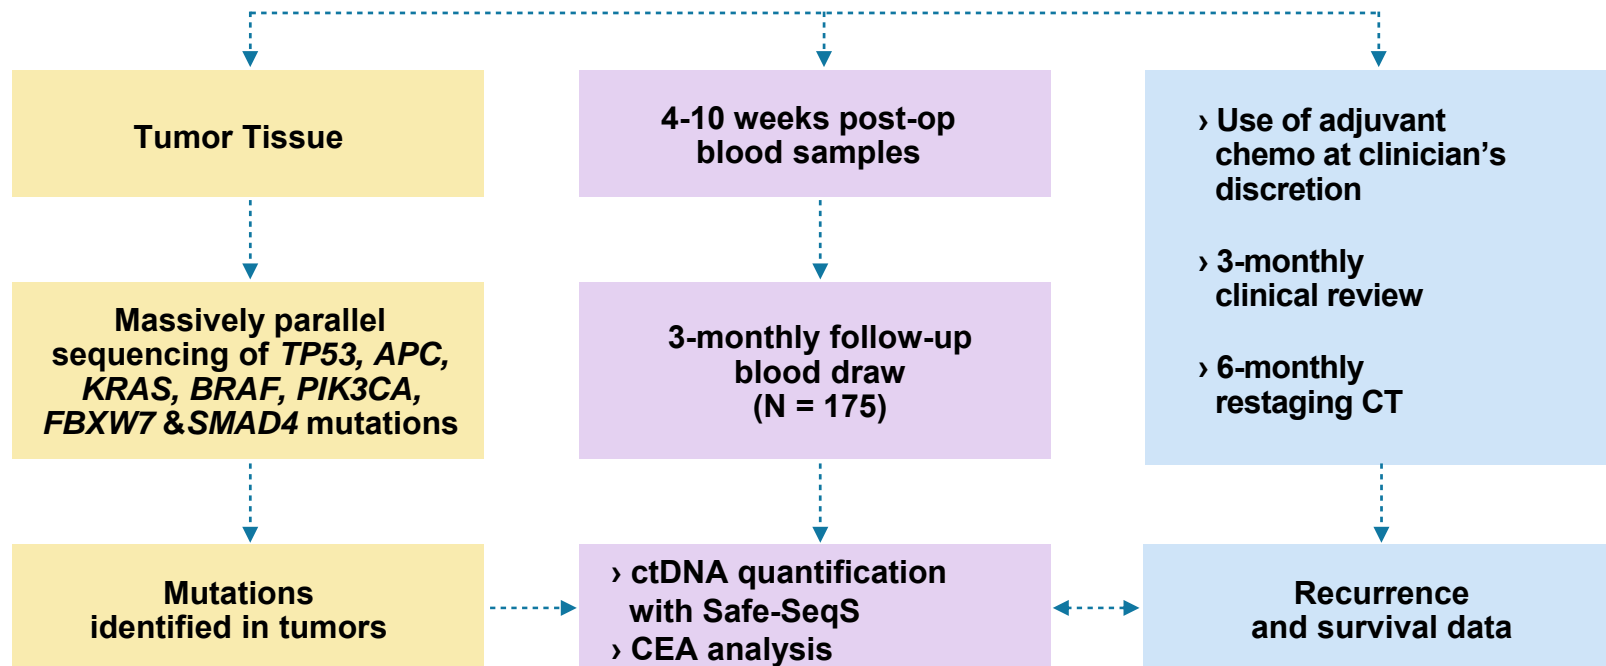 Tumor Tissue
Massively parallel
sequencing of TP53, APC,
KRAS, BRAF, PIK3CA,
FBXW7 &SMAD4 mutations
Mutations
identified in tumors
4-10 weeks post-op
blood samples
3-monthly follow-up
blood draw
(N = 175)
› ctDNA quantification
with Safe-SeqS
› CEA analysis
› Use of adjuvant
chemo at clinician’s
discretion
› 3-monthly
clinical review
› 6-monthly
restaging CT
Recurrence
and survival data